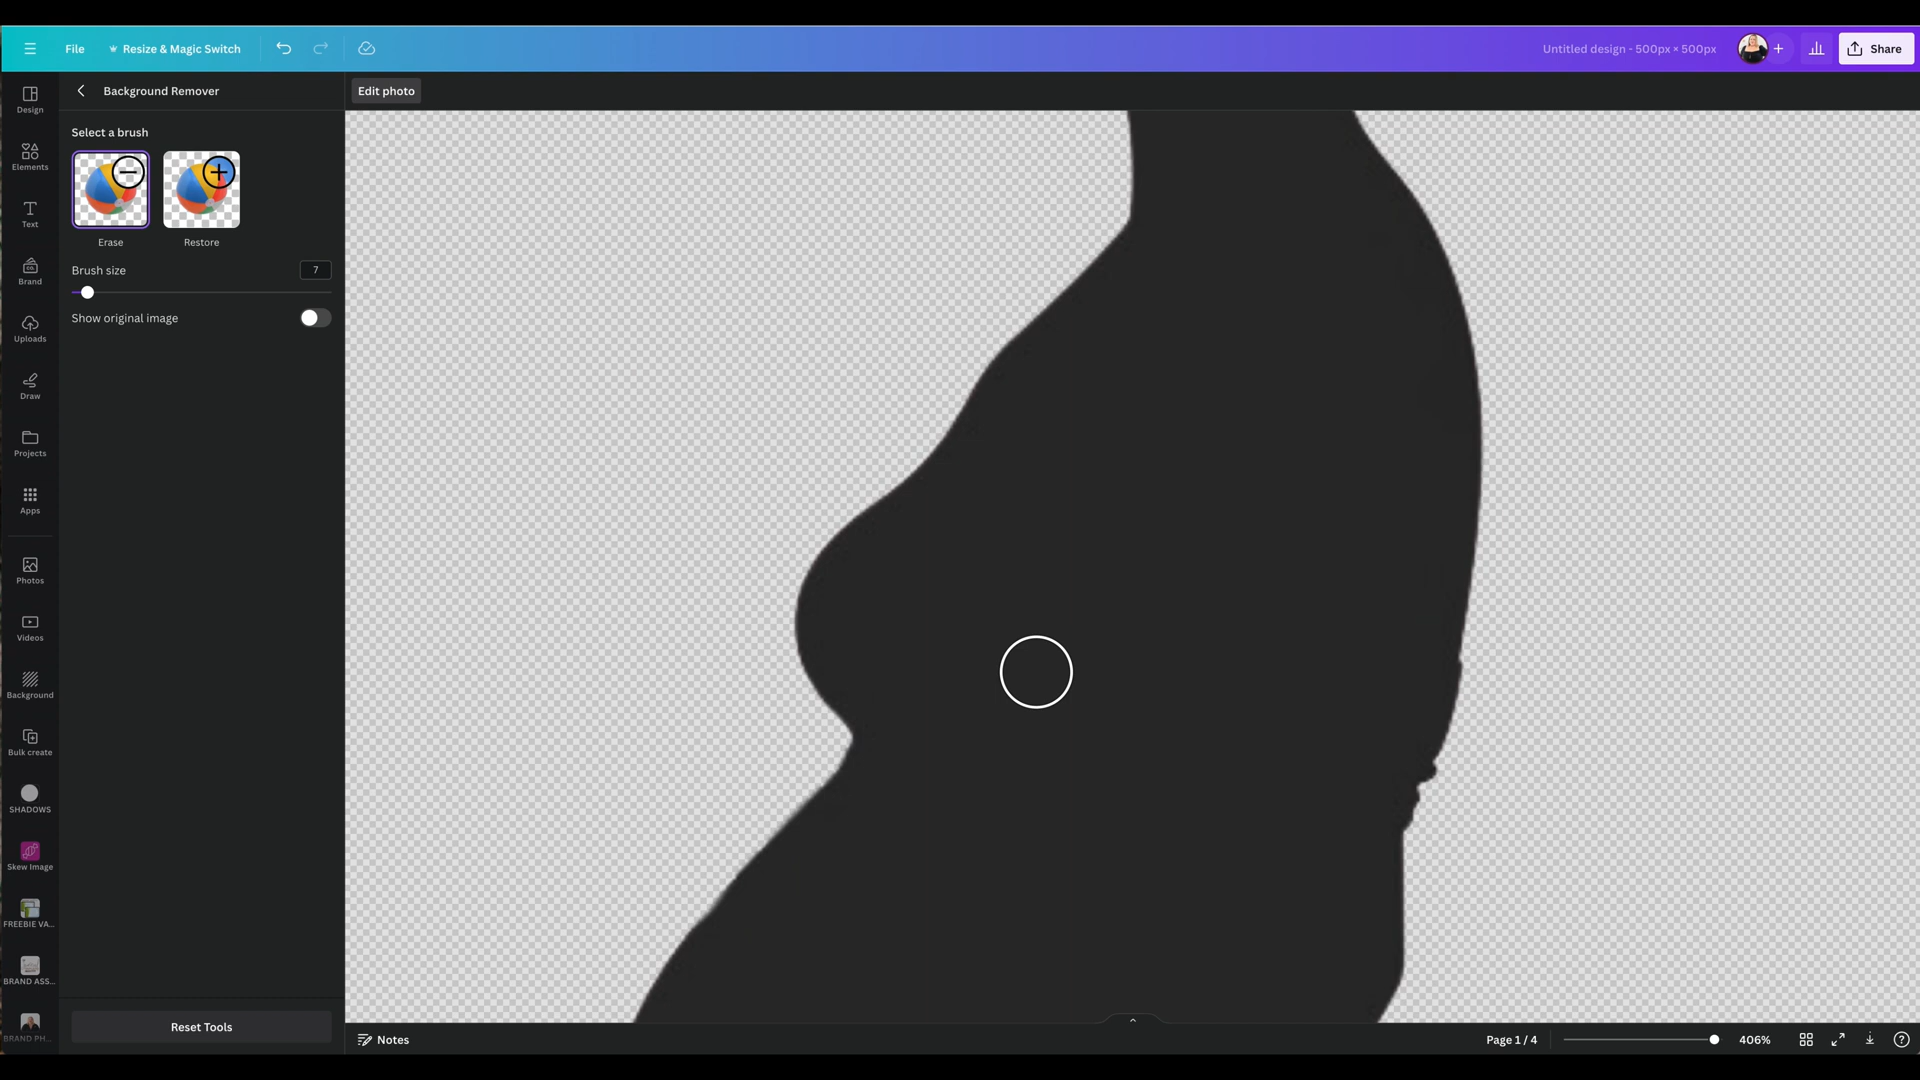 File
Resize & Magic Switch
Untitled design - 500px × 500px
Share
Design
Elements
Text
Brand
Uploads
Draw
Projects
Apps
Photos
Videos
Background
Bulk create
SHADOWS
Skew Image
FREEBIE VA...
BRAND ASS...
BRAND PH...
Background Remover
Select a brush
Erase
Restore
Brush size
7
Show original image
Reset Tools
Edit photo
Notes
Page 1 / 4
406%